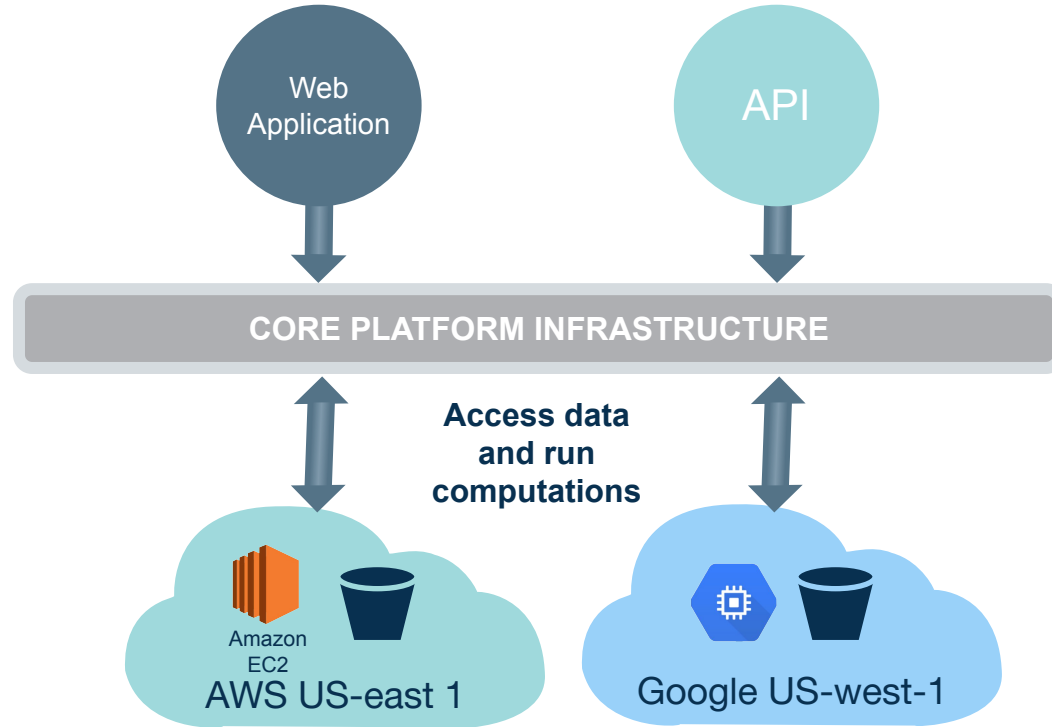 Web
Application
API
CORE PLATFORM INFRASTRUCTURE
Access data
and run
computations
Amazon
EC2
AWS US-east 1
Google US-west-1